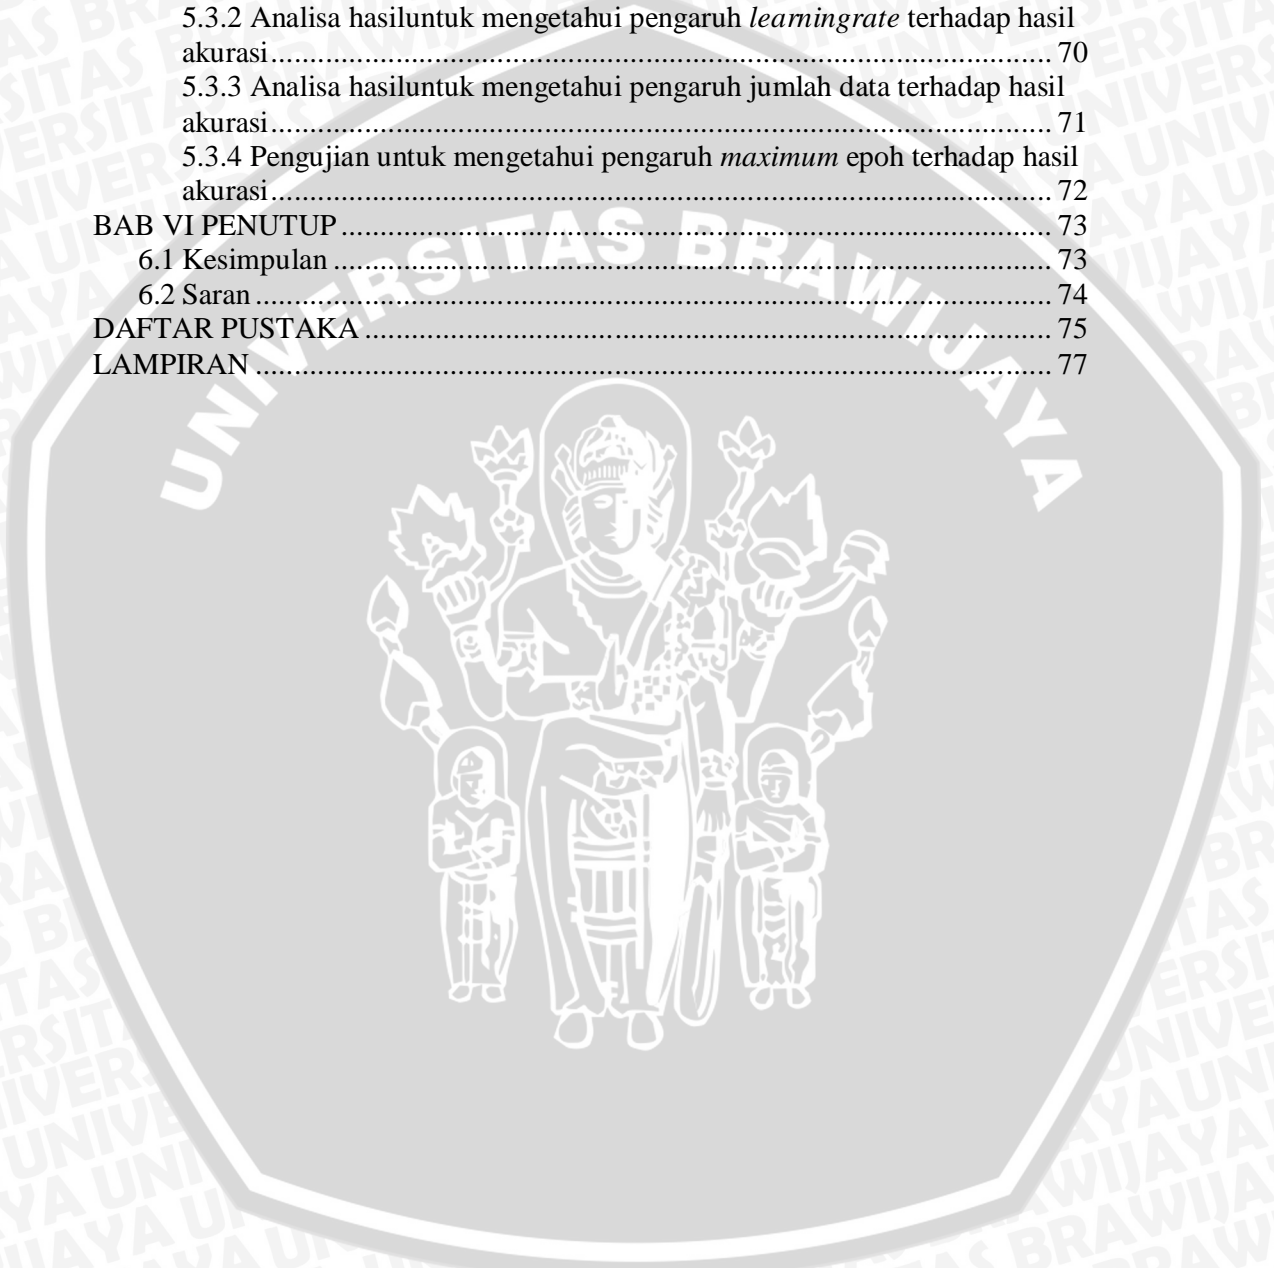 5.3.2 Analisa hasiluntuk mengetahui pengaruh learningrate terhadap hasil
akurasi.................................................................................... 70
5.3.3 Analisa hasiluntuk mengetahui pengaruh jumlah data terhadap hasil
akurasi.................................................................................... 71
5.3.4 Pengujian untuk mengetahui pengaruh maximum epoh terhadap hasil
akurasi.................................................................................... 72
BAB VI PENUTUP ............................................................................... 73
6.1 Kesimpulan ............................................................................. 73
6.2 Saran ...................................................................................... 74
DAFTAR PUSTAKA .......................................................................... 75
LAMPIRAN ...................................................................................... 77
UNIVERSITAS BRAWIJAYA